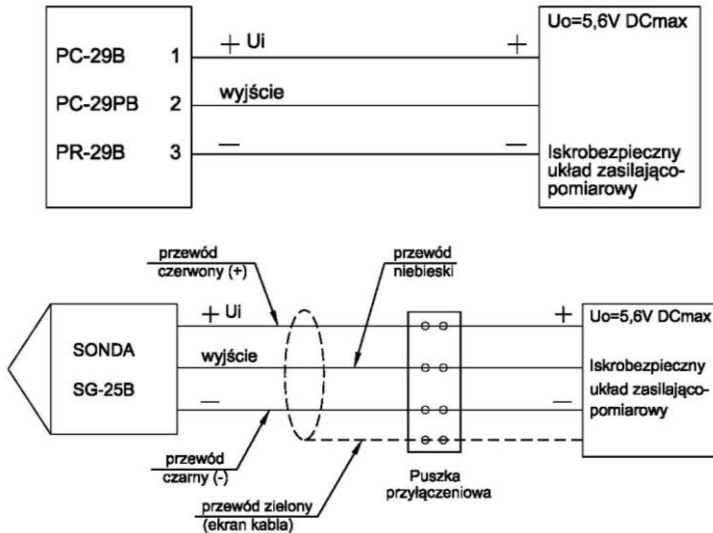 PC-29B 1
PC-29PB 2
PR-29B 3
+ Ui
wyjście
—
+
—
Uo=5,6V DCmax
Iskrobezpieczny
układ zasilająco-
pomiarowy
przewód
czerwony (+)
przewód
niebieski
SONDA
SG-25B
+ Ui
wyjście
—
+
—
Uo=5,6V DCmax
Iskrobezpieczny
układ zasilająco-
pomiarowy
przewód
czarny (-)
przewód zielony
(ekran kabla)
Puszka
przyłączeniowa